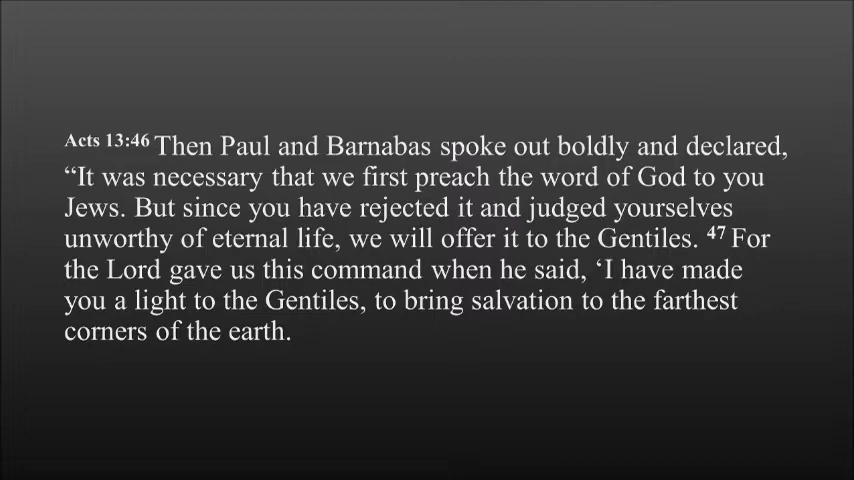 Acts 13:46 Then Paul and Barnabas spoke out boldly and declared,
“It was necessary that we first preach the word of God to you
Jews. But since you have rejected it and judged yourselves
unworthy of eternal life, we will offer it to the Gentiles. 47 For
the Lord gave us this command when he said, ‘I have made
you a light to the Gentiles, to bring salvation to the farthest
corners of the earth.